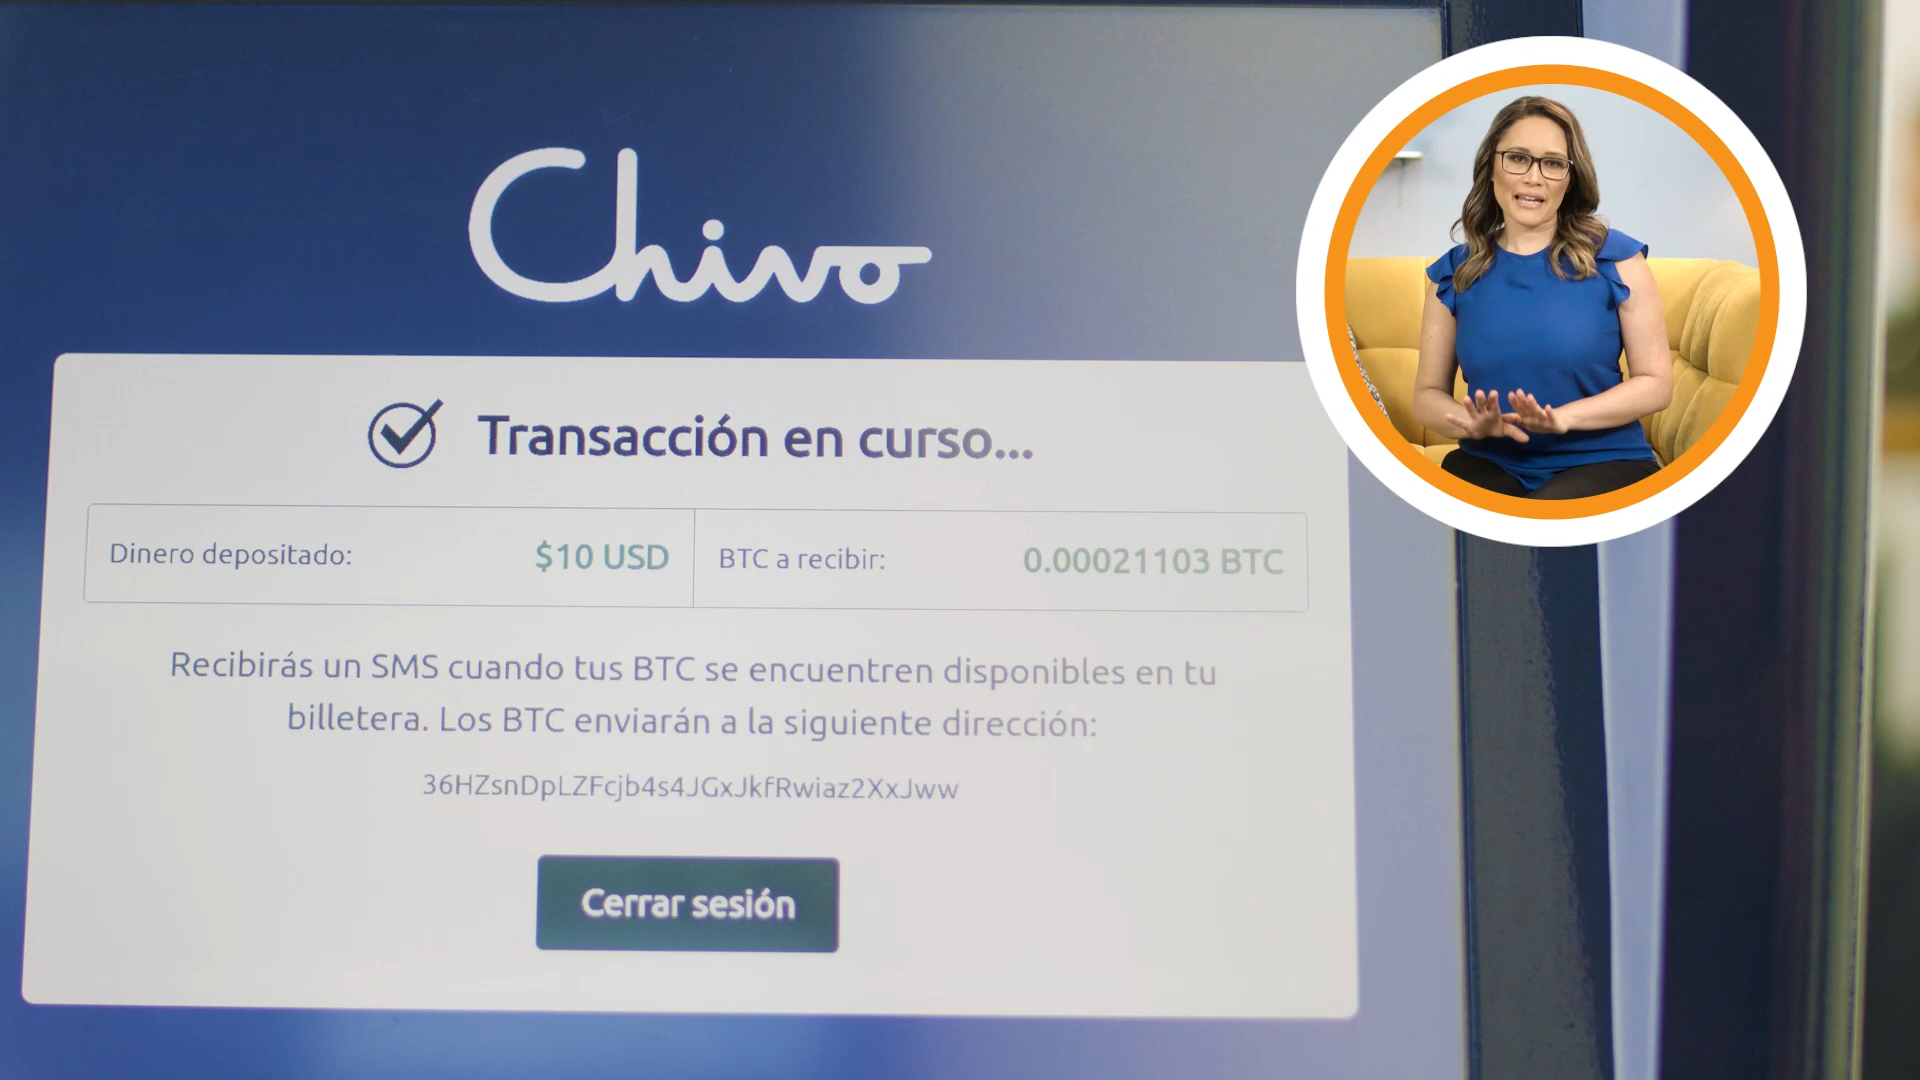 Chivo
Transacción en curso...
Dinero depositado: $10 USD BTC a recibir: 0.00021103 BTC
Recibirás un SMS cuando tus BTC se encuentren disponibles en tu
billetera. Los BTC enviarán a la siguiente dirección:
36HZsnDpLZFcjb4s4JGxJkfRwiaz2XxJww
Cerrar sesión